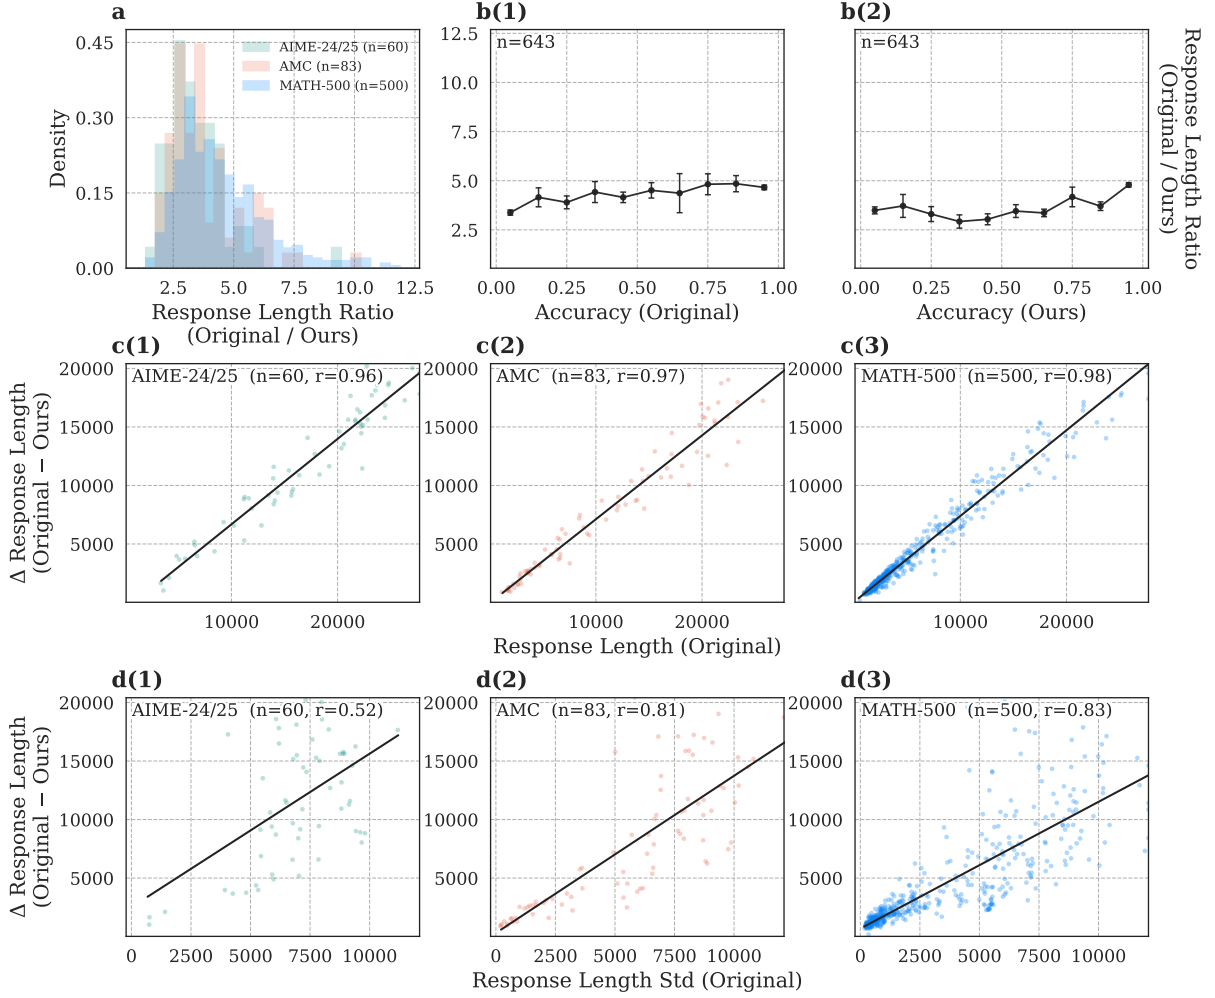 a
b(1)
b(2)
0.45
0.30
0.15
0.00
Density
AIME-24/25 (n=60)
AMC (n=83)
MATH-500 (n=500)
2.5
5.0
7.5
10.0
12.5
Response Length Ratio
(Original / Ours)
n=643
12.5
10.0
7.5
5.0
2.5
0.00
0.25
0.50
0.75
1.00
Accuracy (Original)
n=643
0.00
0.25
0.50
0.75
1.00
Accuracy (Ours)
Response Length Ratio
(Original / Ours)
c(1)
c(2)
c(3)
Δ Response Length
(Original − Ours)
20000
15000
10000
5000
AIME-24/25 (n=60, r=0.96)
10000
20000
20000
15000
10000
5000
AMC (n=83, r=0.97)
10000
20000
Response Length (Original)
20000
15000
10000
5000
MATH-500 (n=500, r=0.98)
10000
20000
d(1)
d(2)
d(3)
Δ Response Length
(Original − Ours)
20000
15000
10000
5000
AIME-24/25 (n=60, r=0.52)
0
2500
5000
7500
10000
20000
15000
10000
5000
AMC (n=83, r=0.81)
0
2500
5000
7500
10000
Response Length Std (Original)
20000
15000
10000
5000
MATH-500 (n=500, r=0.83)
0
2500
5000
7500
10000